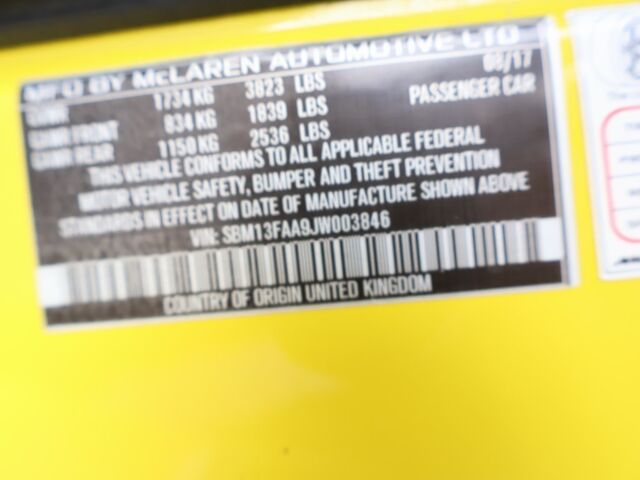 MFD BY McLAREN AUTOMOTIVE LTD
08/17
GVWR 1734 KG 3823 LBS PASSENGER CAR
GAWR FRONT 834 KG 1839 LBS
GAWR REAR 1150 KG 2536 LBS
THIS VEHICLE CONFORMS TO ALL APPLICABLE FEDERAL
MOTOR VEHICLE SAFETY, BUMPER AND THEFT PREVENTION
STANDARDS IN EFFECT ON DATE OF MANUFACTURE SHOWN ABOVE
VIN: SBM13FAA9JW003846
COUNTRY OF ORIGIN UNITED KINGDOM